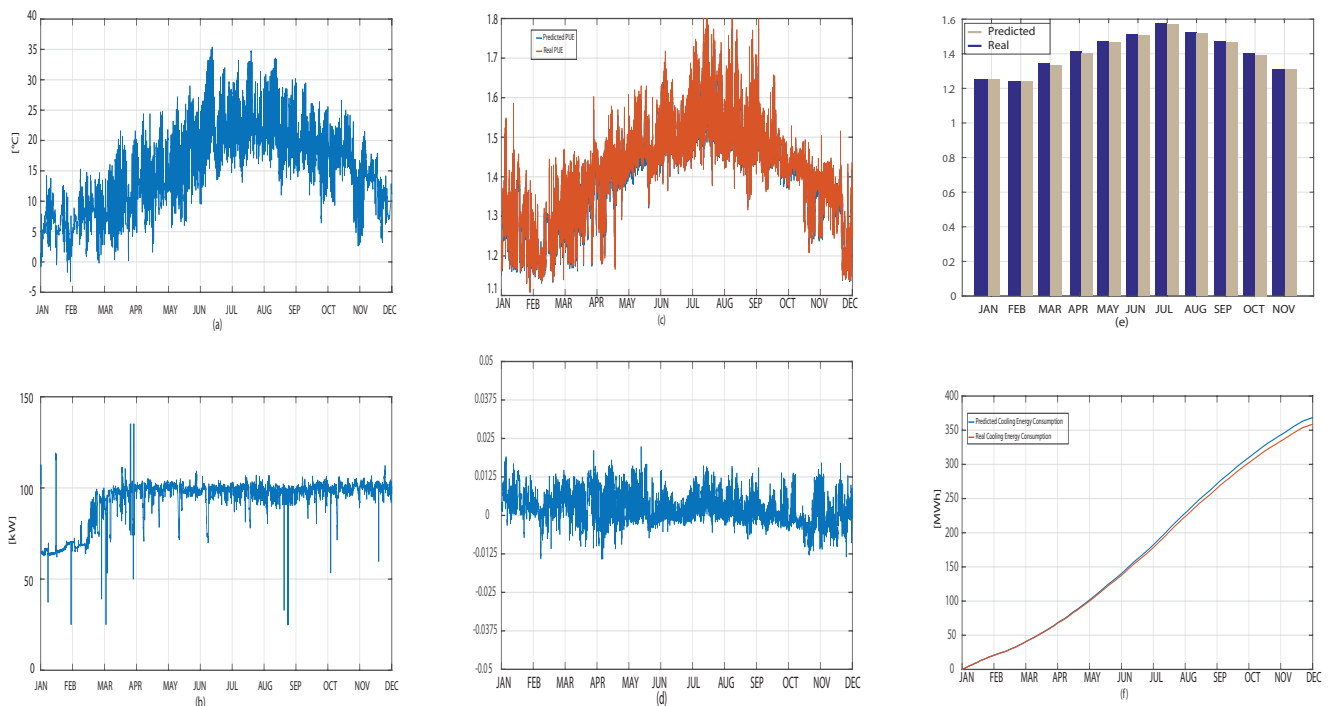 40
35
30
25
20
15
10
5
0
-5
[°C]
JAN FEB MAR APR MAY JUN JUL AUG SEP OCT NOV DEC
(a)
1.8
1.7
1.6
1.5
1.4
1.3
1.2
1.1
Predicted PUE
Real PUE
JAN FEB MAR APR MAY JUN JUL AUG SEP OCT NOV DEC
(c)
1.6
1.4
1.2
1
0.8
0.6
0.4
0.2
0
Predicted
Real
JAN FEB MAR APR MAY JUN JUL AUG SEP OCT NOV
(e)
150
100
50
0
[kW]
JAN FEB MAR APR MAY JUN JUL AUG SEP OCT NOV DEC
(b)
0.05
0.0375
0.025
0.0125
0
-0.0125
-0.025
-0.0375
-0.05
JAN FEB MAR APR MAY JUN JUL AUG SEP OCT NOV DEC
(d)
400
350
300
250
200
150
100
50
0
[MWh]
Predicted Cooling Energy Consumption
Real Cooling Energy Consumption
JAN FEB MAR APR MAY JUN JUL AUG SEP OCT NOV DEC
(f)